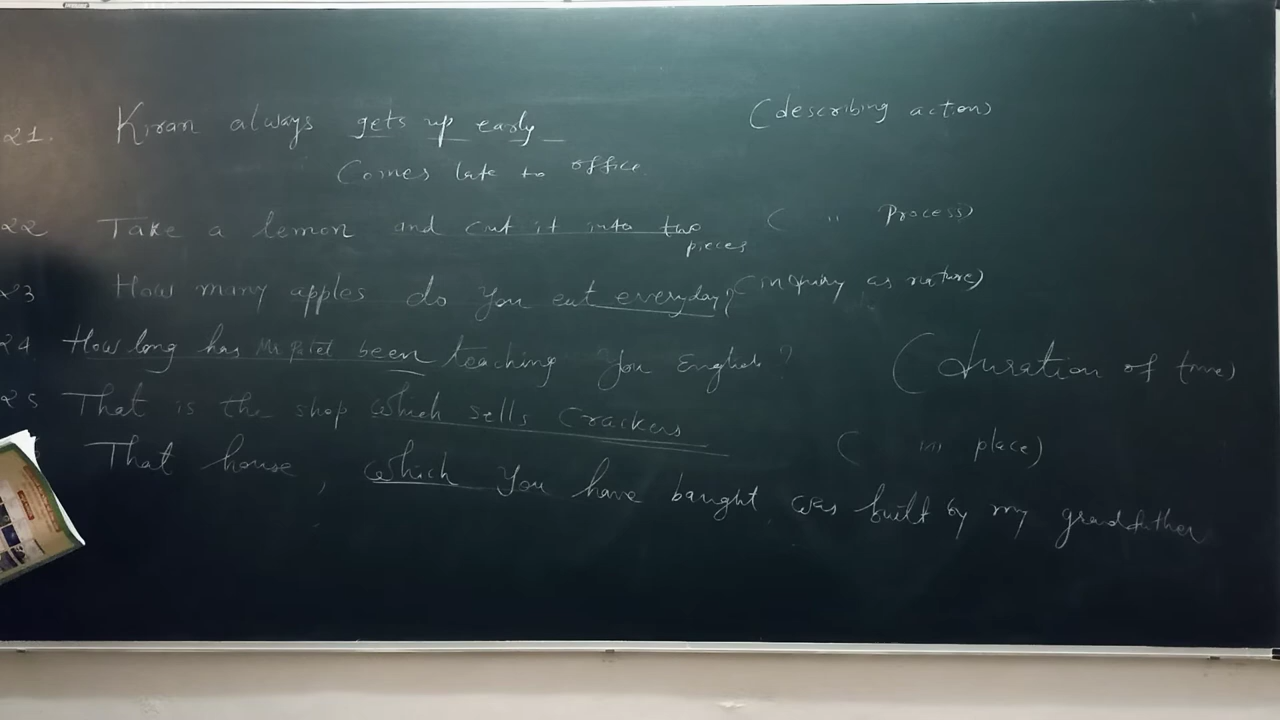 21. Kiran always gets up early (describing action)
Comes late to office.
22 Take a lemon and cut it into two pieces ( " Process)
23 How many apples do you eat everyday? (inquiry as nature)
24 How long has Mr Patel been teaching you English? (duration of time)
25 That is the shop which sells crackers ( " place)
That house, which you have bought was built by my grandfather